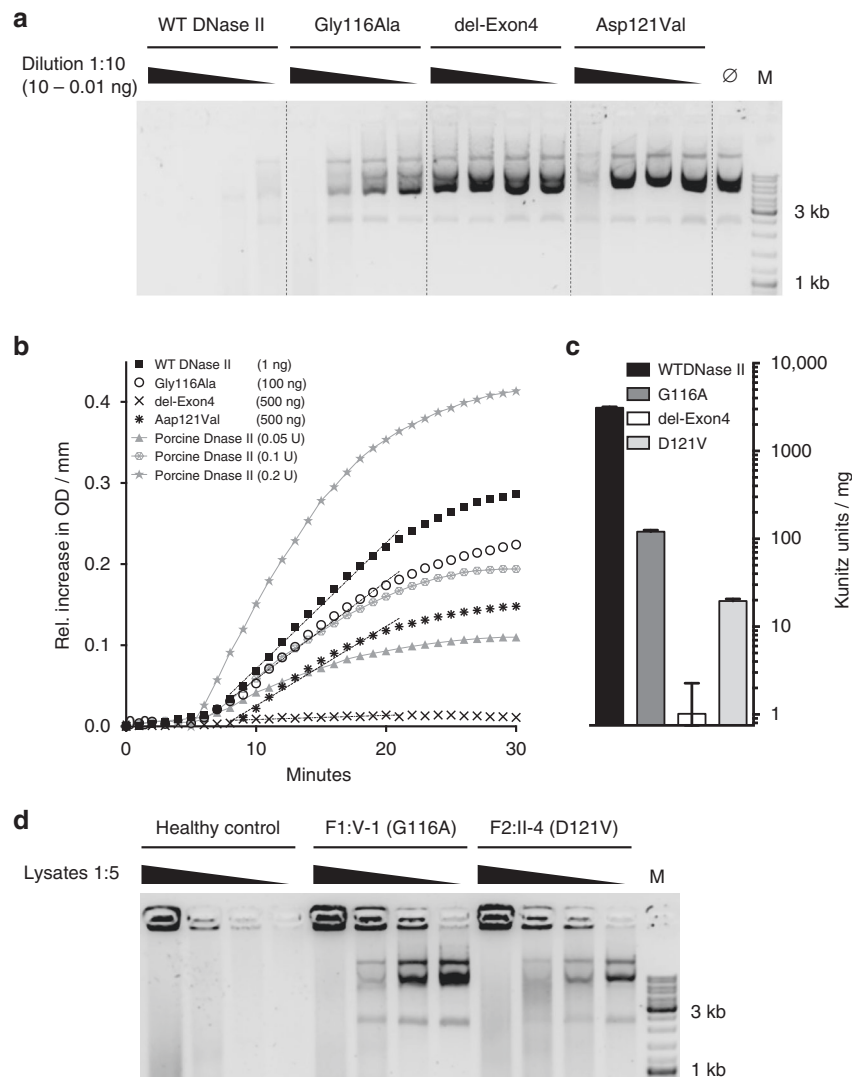 a
WT DNase II Gly116Ala del-Exon4 Asp121Val
Dilution 1:10
(10 – 0.01 ng)
∅ M
3 kb
1 kb
b
WT DNase II (1 ng)
Gly116Ala (100 ng)
del-Exon4 (500 ng)
Aap121Val (500 ng)
Porcine Dnase II (0.05 U)
Porcine Dnase II (0.1 U)
Porcine Dnase II (0.2 U)
Rel. increase in OD / mm
0.4
0.3
0.2
0.1
0.0
0 10 20 30
Minutes
c
WTDNase II
G116A
del-Exon4
D121V
10,000
1000
100
10
1
Kunitz units / mg
d
Healthy control F1:V-1 (G116A) F2:II-4 (D121V)
Lysates 1:5
M
3 kb
1 kb